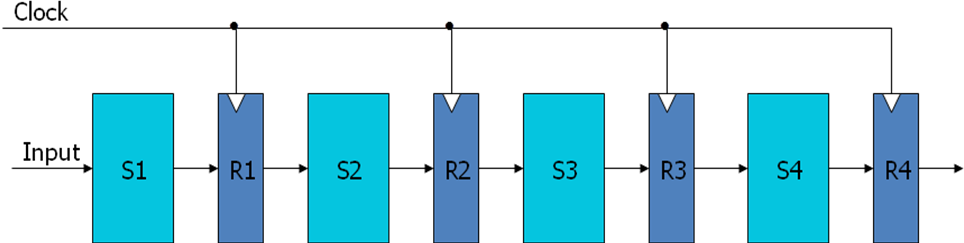 Clock
Input
S1 R1 S2 R2 S3 R3 S4 R4